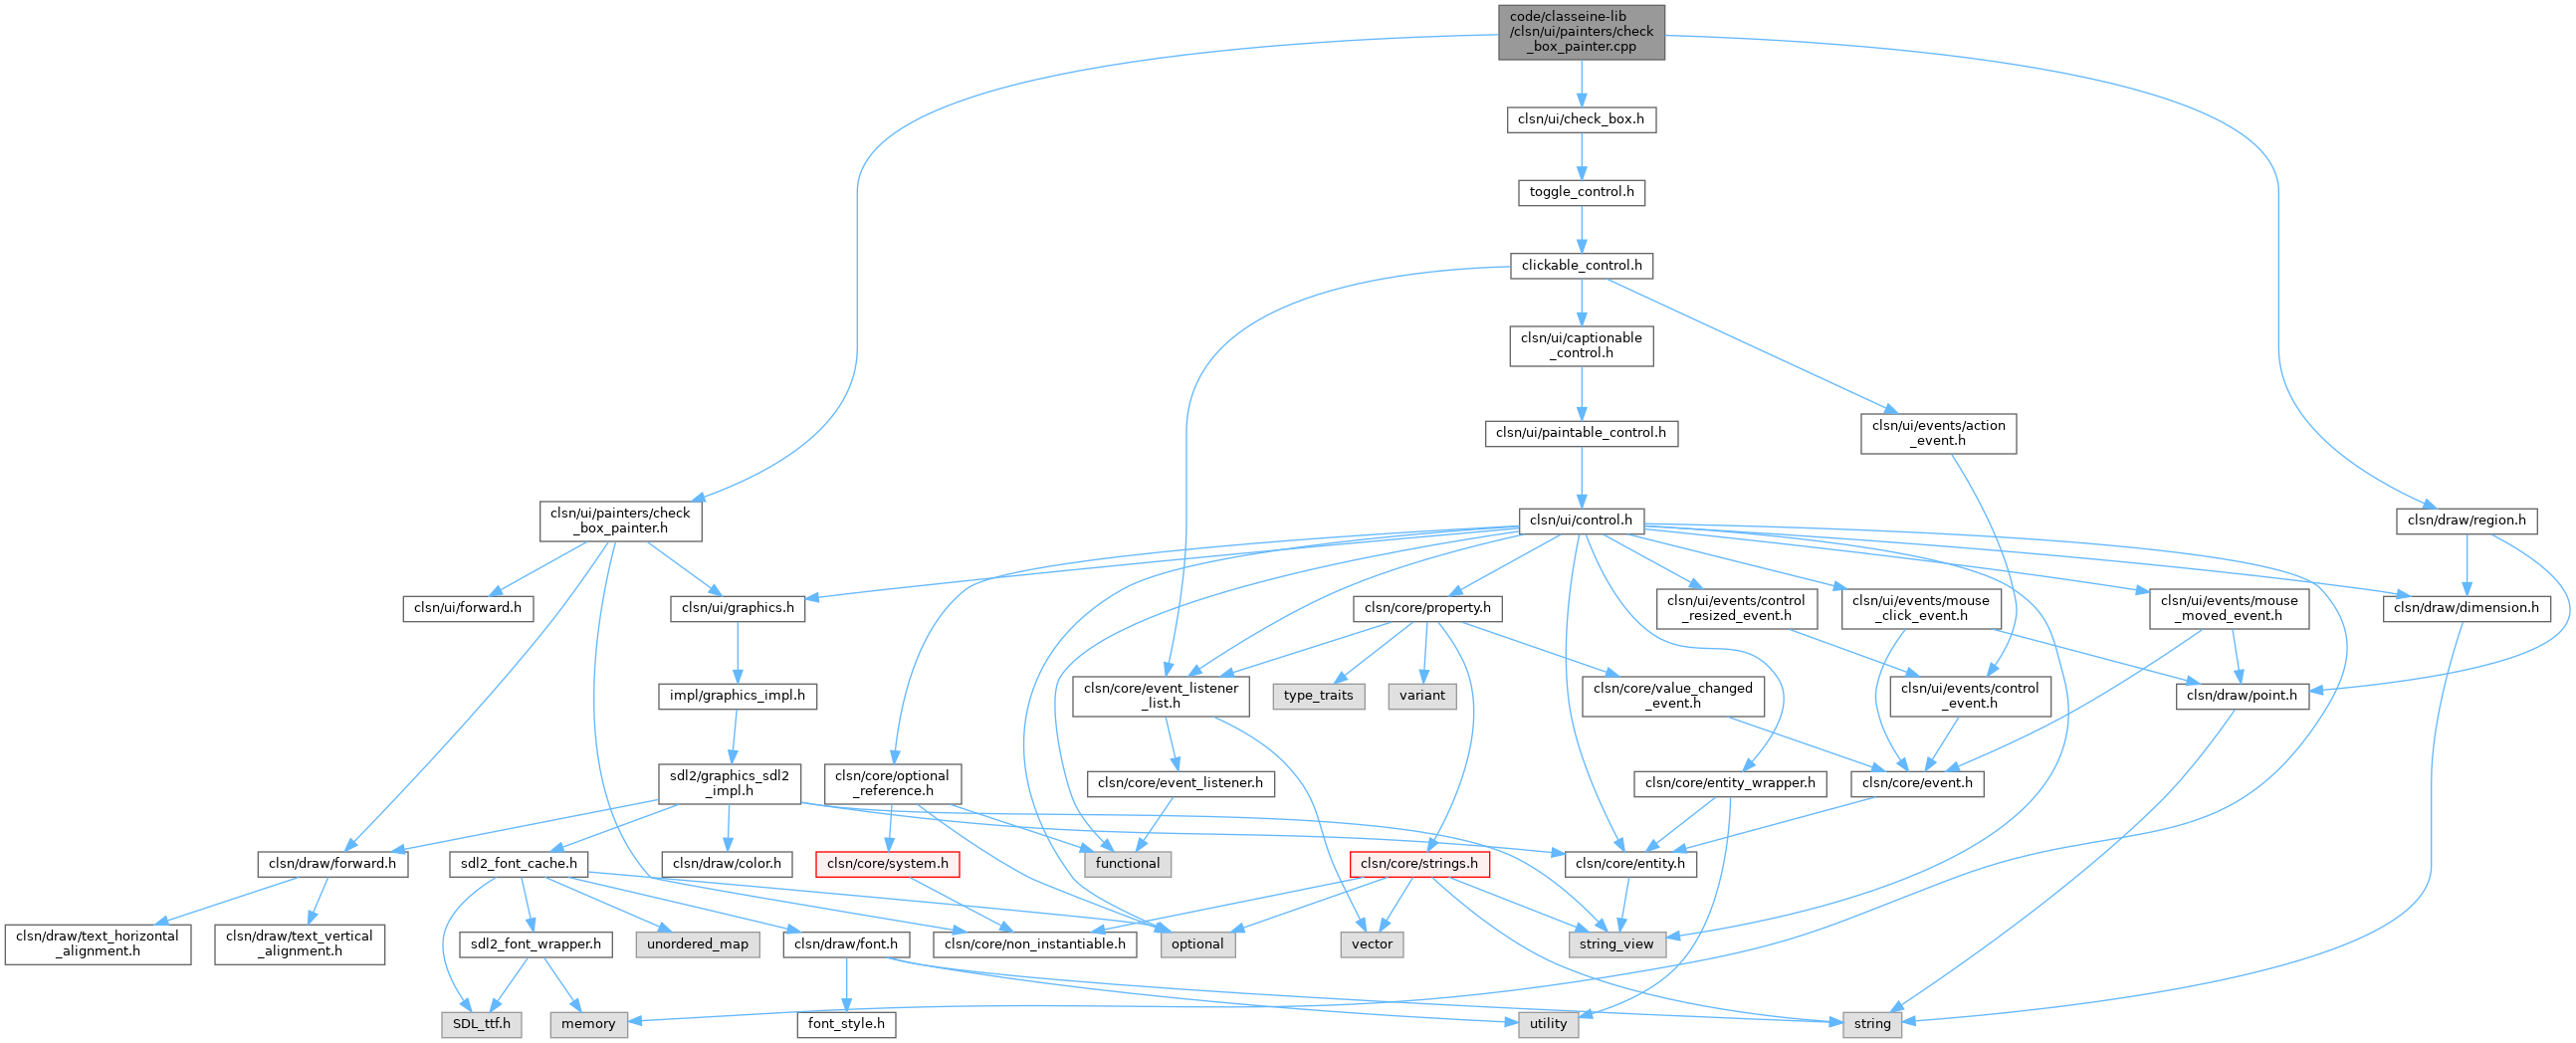 code/classeine-lib
/clsn/ui/painters/check
_box_painter.cpp
clsn/ui/check_box.h
toggle_control.h
clickable_control.h
clsn/ui/captionable
_control.h
clsn/ui/events/action
_event.h
clsn/ui/paintable_control.h
clsn/ui/painters/check
_box_painter.h
clsn/ui/control.h
clsn/draw/region.h
clsn/ui/forward.h
clsn/ui/graphics.h
clsn/core/property.h
clsn/ui/events/control
_resized_event.h
clsn/ui/events/mouse
_click_event.h
clsn/ui/events/mouse
_moved_event.h
clsn/draw/dimension.h
impl/graphics_impl.h
clsn/core/event_listener
_list.h
type_traits
variant
clsn/core/value_changed
_event.h
clsn/ui/events/control
_event.h
clsn/draw/point.h
sdl2/graphics_sdl2
_impl.h
clsn/core/optional
_reference.h
clsn/core/event_listener.h
clsn/core/entity_wrapper.h
clsn/core/event.h
clsn/draw/forward.h
sdl2_font_cache.h
clsn/draw/color.h
clsn/core/system.h
functional
clsn/core/strings.h
clsn/core/entity.h
clsn/draw/text_horizontal
_alignment.h
clsn/draw/text_vertical
_alignment.h
sdl2_font_wrapper.h
unordered_map
clsn/draw/font.h
clsn/core/non_instantiable.h
optional
vector
string_view
SDL_ttf.h
memory
font_style.h
utility
string